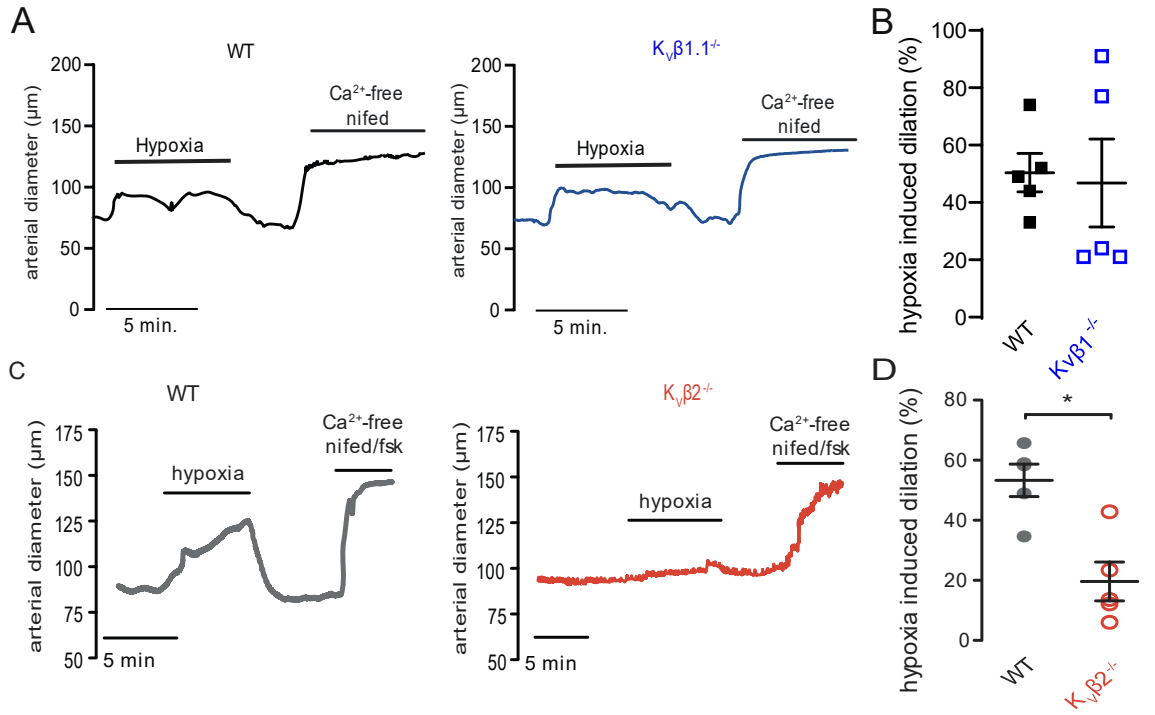 A
WT
200
150
100
50
0
arterial diameter (µm)
Hypoxia
Ca²⁺-free
nifed
5 min.
Kᵥβ1.1⁻/⁻
200
150
100
50
0
arterial diameter (µm)
Hypoxia
Ca²⁺-free
nifed
5 min.
B
100
80
60
40
20
0
hypoxia induced dilation (%)
WT
Kvβ1⁻/⁻
C
WT
175
150
125
100
75
50
arterial diameter (µm)
hypoxia
Ca²⁺-free
nifed/fsk
5 min
Kᵥβ2⁻/⁻
175
150
125
100
75
50
arterial diameter (µm)
hypoxia
Ca²⁺-free
nifed/fsk
5 min
D
80
60
40
20
0
hypoxia induced dilation (%)
*
WT
Kᵥβ2⁻/⁻